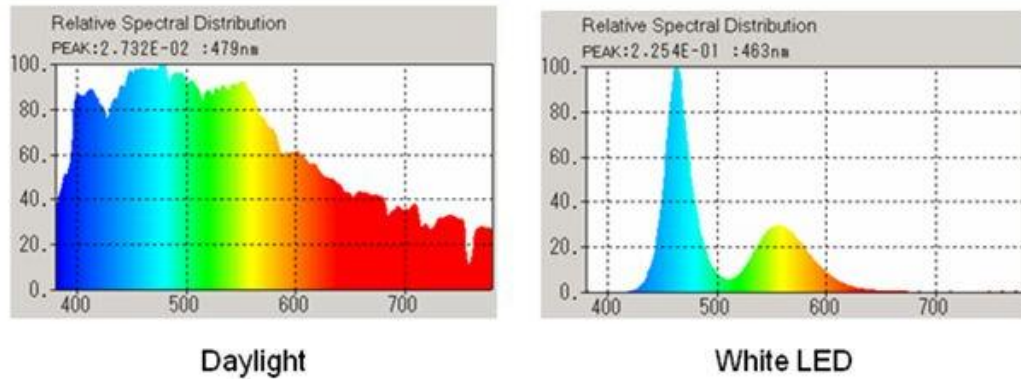 Relative Spectral Distribution
PEAK:2.732E-02 :479nm
100.
80.
60.
40.
20.
0.
400 500 600 700
Daylight
Relative Spectral Distribution
PEAK:2.254E-01 :463nm
100.
80.
60.
40.
20.
0.
400 500 600 700
White LED